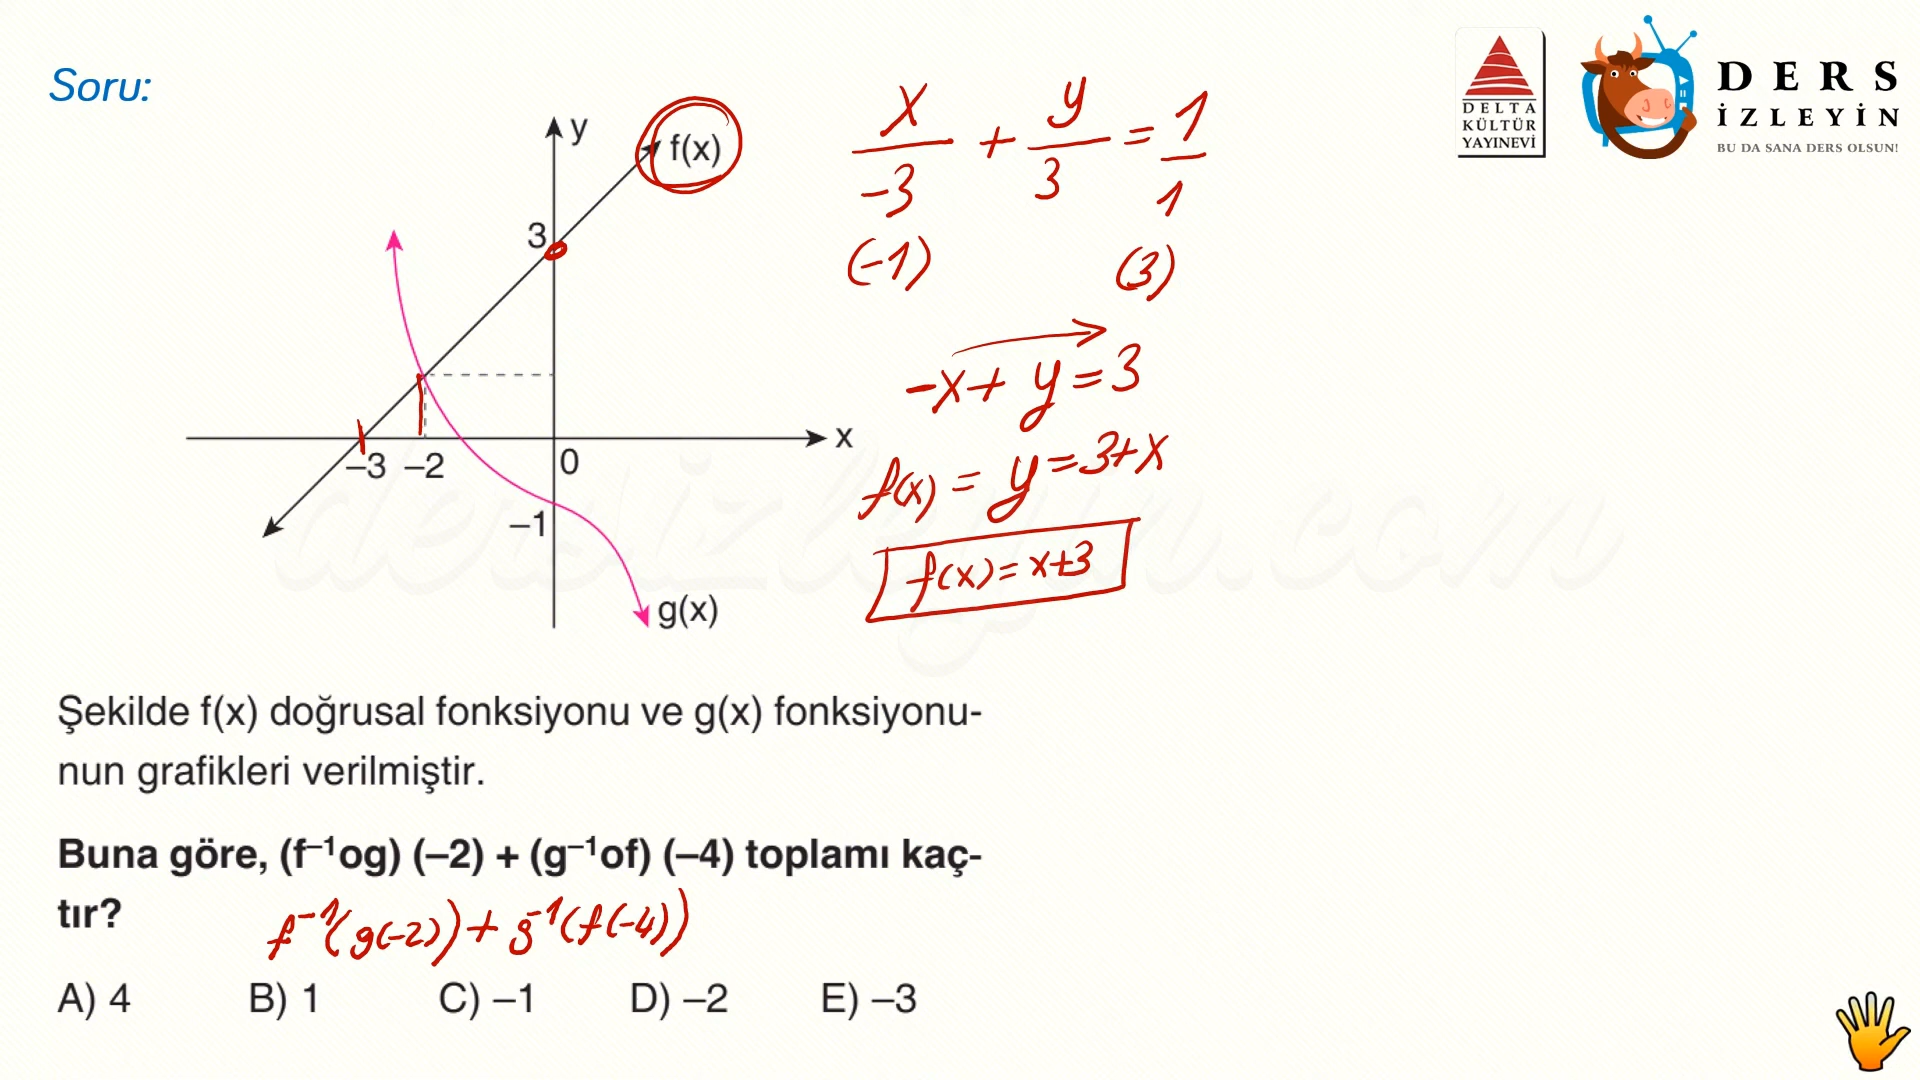 Soru:
y
f(x)
3
x
–3
–2
0
–1
g(x)
x/-3 + y/3 = 1/1
(-1) (3)
-x+ y=3
f(x) = y=3+x
f(x)=x+3
DELTA
KÜLTÜR
YAYINEVİ
DERS
İZLEYİN
BU DA SANA DERS OLSUN!
dersizleyin.com
Şekilde f(x) doğrusal fonksiyonu ve g(x) fonksiyonu-
nun grafikleri verilmiştir.
Buna göre, (f⁻¹og) (–2) + (g⁻¹of) (–4) toplamı kaç-
tır?
f⁻¹(g(-2))+g⁻¹(f(-4))
A) 4 B) 1 C) –1 D) –2 E) –3